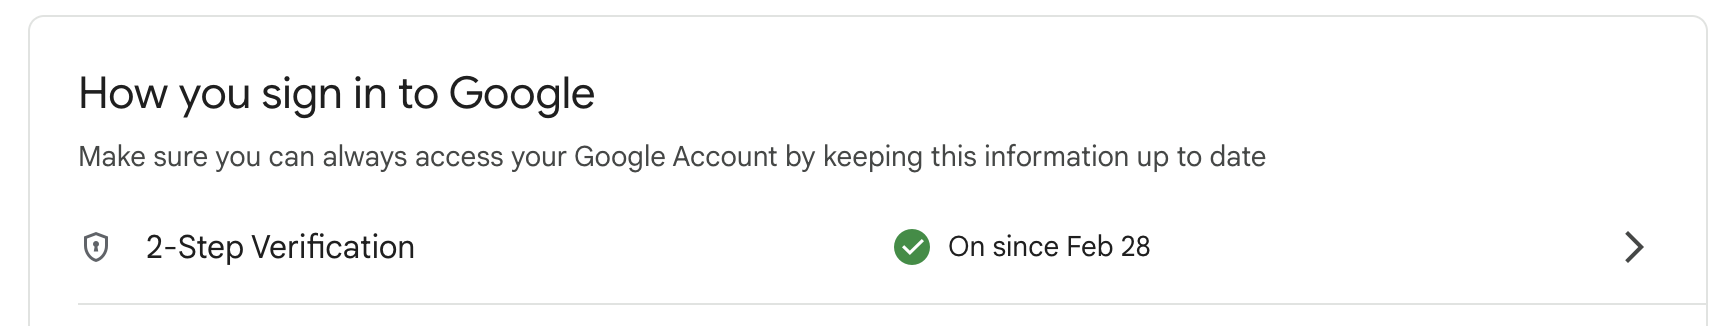 How you sign in to Google
Make sure you can always access your Google Account by keeping this information up to date
2-Step Verification
On since Feb 28